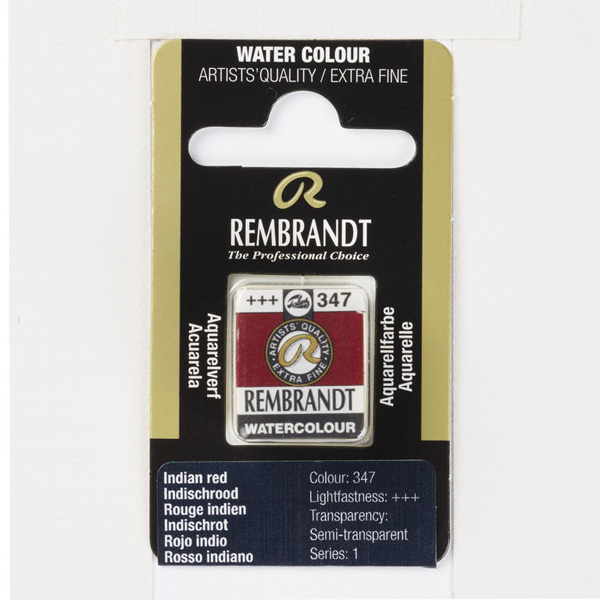 WATER COLOUR
ARTISTS' QUALITY / EXTRA FINE
R
REMBRANDT
The Professional Choice
Aquarelverf
Acuarela
+++ Talens 347
ARTISTS' QUALITY
R
EXTRA FINE
REMBRANDT
WATERCOLOUR
Aquarellfarbe
Aquarelle
Indian red
Indischrood
Rouge indien
Indischrot
Rojo indio
Rosso indiano
Colour: 347
Lightfastness: +++
Transparency:
Semi-transparent
Series: 1